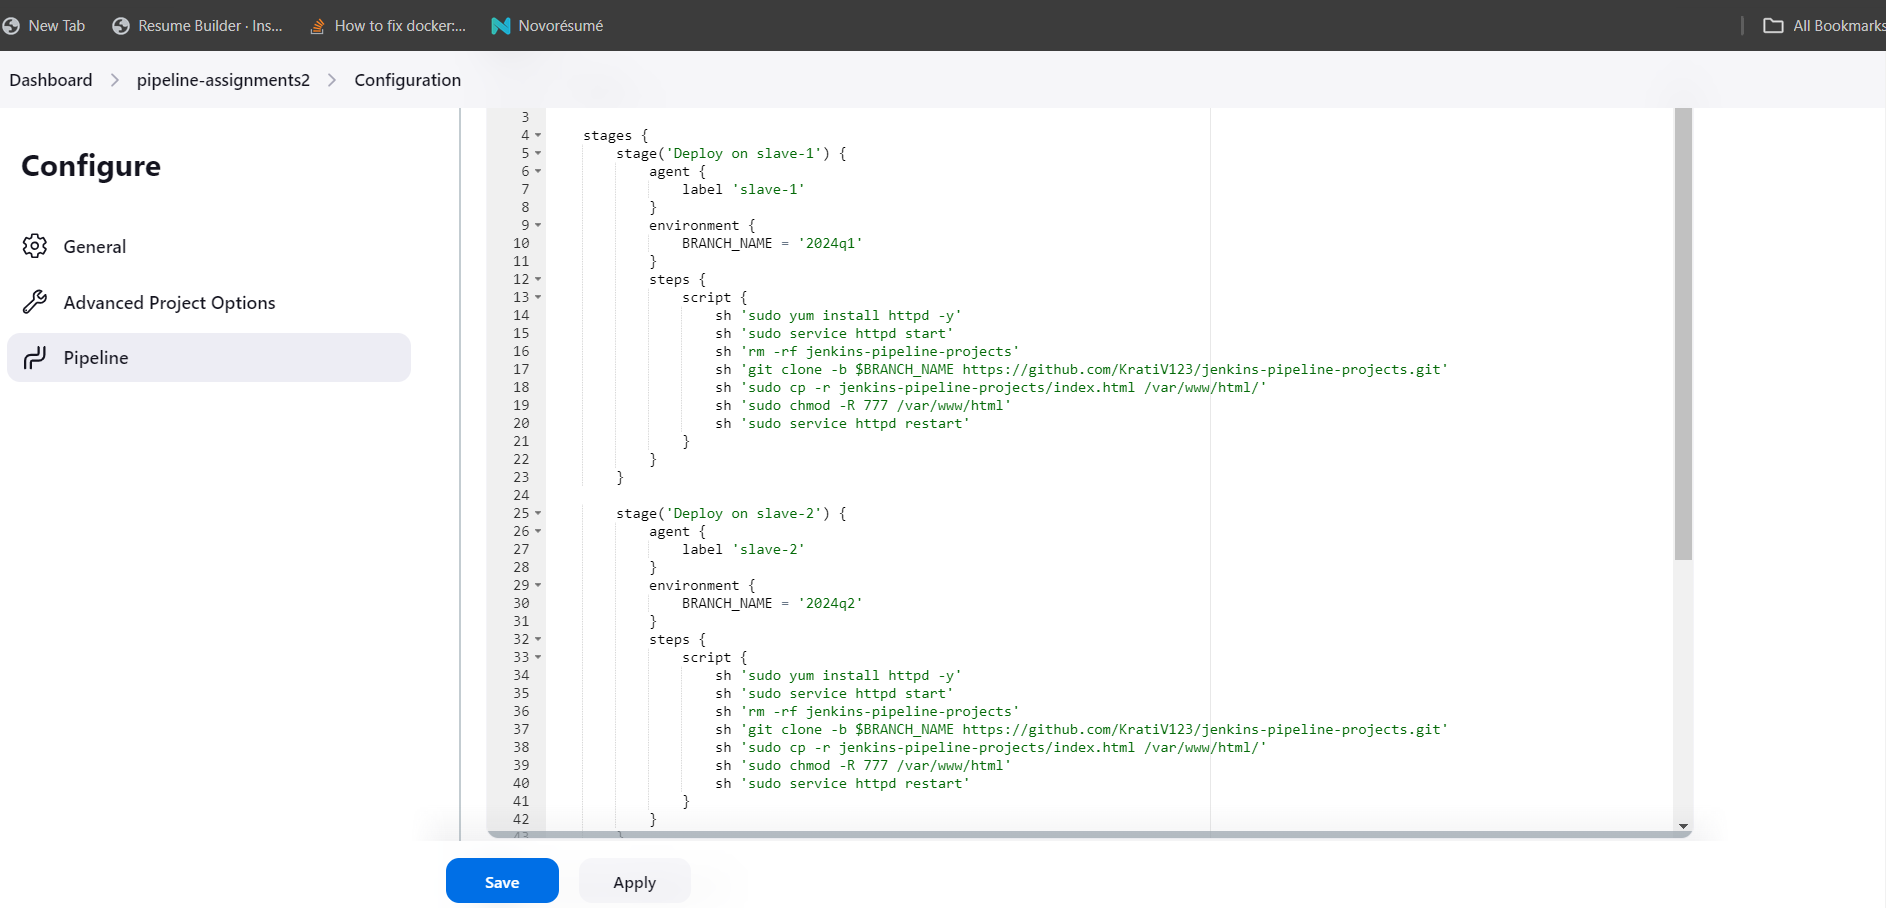 New Tab
Resume Builder · Ins...
How to fix docker:...
Novorésumé
All Bookmarks
Dashboard
pipeline-assignments2
Configuration
Configure
General
Advanced Project Options
Pipeline
3
4 stages {
5 stage('Deploy on slave-1') {
6 agent {
7 label 'slave-1'
8 }
9 environment {
10 BRANCH_NAME = '2024q1'
11 }
12 steps {
13 script {
14 sh 'sudo yum install httpd -y'
15 sh 'sudo service httpd start'
16 sh 'rm -rf jenkins-pipeline-projects'
17 sh 'git clone -b $BRANCH_NAME https://github.com/KratiV123/jenkins-pipeline-projects.git'
18 sh 'sudo cp -r jenkins-pipeline-projects/index.html /var/www/html/'
19 sh 'sudo chmod -R 777 /var/www/html'
20 sh 'sudo service httpd restart'
21 }
22 }
23 }
24
25 stage('Deploy on slave-2') {
26 agent {
27 label 'slave-2'
28 }
29 environment {
30 BRANCH_NAME = '2024q2'
31 }
32 steps {
33 script {
34 sh 'sudo yum install httpd -y'
35 sh 'sudo service httpd start'
36 sh 'rm -rf jenkins-pipeline-projects'
37 sh 'git clone -b $BRANCH_NAME https://github.com/KratiV123/jenkins-pipeline-projects.git'
38 sh 'sudo cp -r jenkins-pipeline-projects/index.html /var/www/html/'
39 sh 'sudo chmod -R 777 /var/www/html'
40 sh 'sudo service httpd restart'
41 }
42 }
43 }
Save
Apply